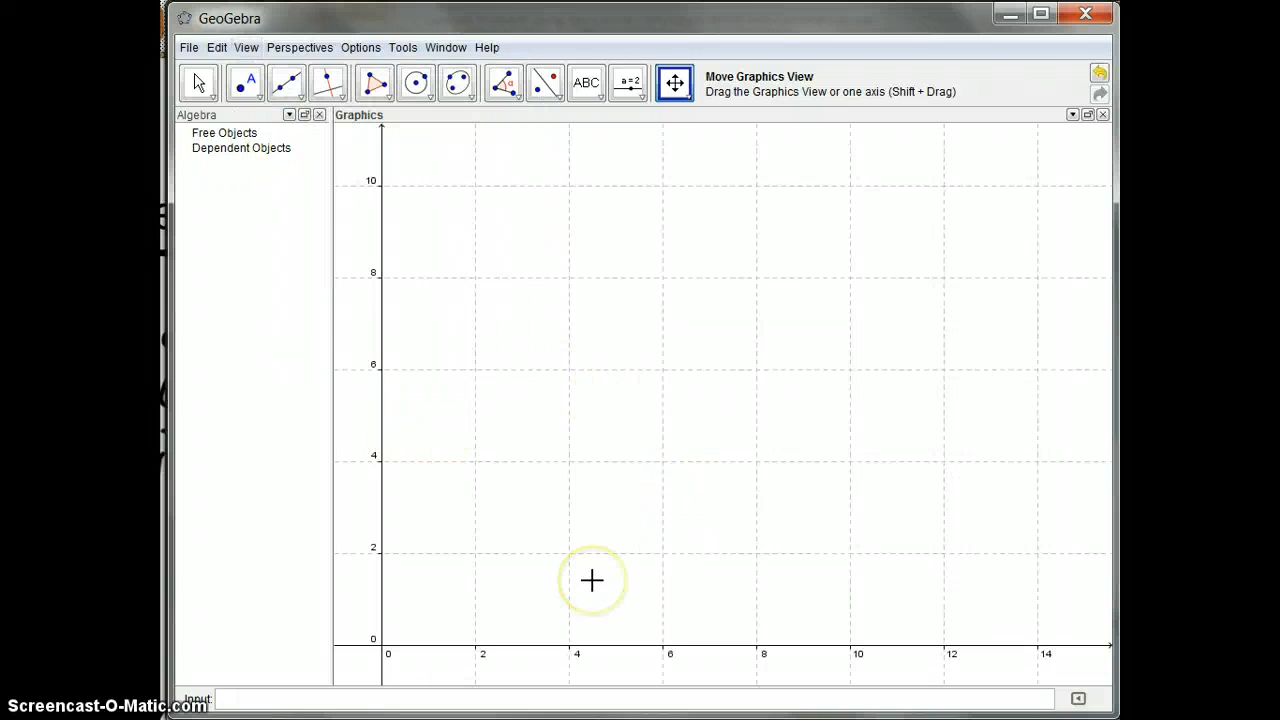 GeoGebra
File Edit View Perspectives Options Tools Window Help
A
α
ABC
a=2
Move Graphics View
Drag the Graphics View or one axis (Shift + Drag)
Algebra
Graphics
Free Objects
Dependent Objects
10
8
6
4
2
0
0 2 4 6 8 10 12 14
Input:
Screencast-O-Matic.com